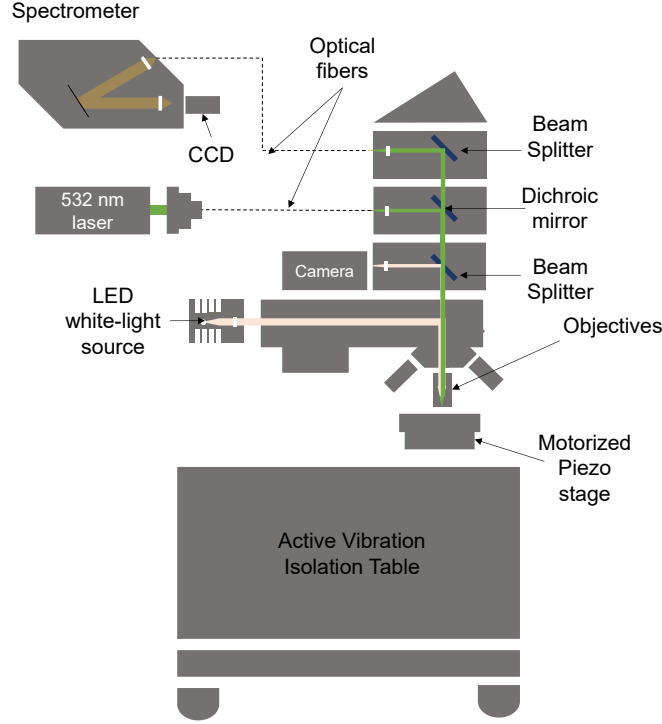 Spectrometer
Optical
fibers
CCD
Beam
Splitter
532 nm
laser
Dichroic
mirror
Camera
Beam
Splitter
LED
white-light
source
Objectives
Motorized
Piezo
stage
Active Vibration
Isolation Table